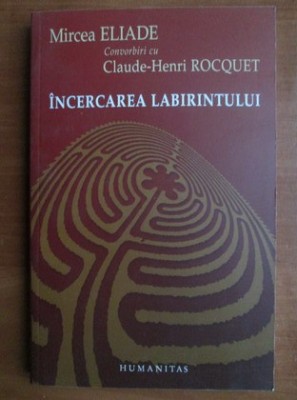 Mircea ELIADE
Convorbiri cu
Claude-Henri ROCQUET
ÎNCERCAREA LABIRINTULUI
HUMANITAS